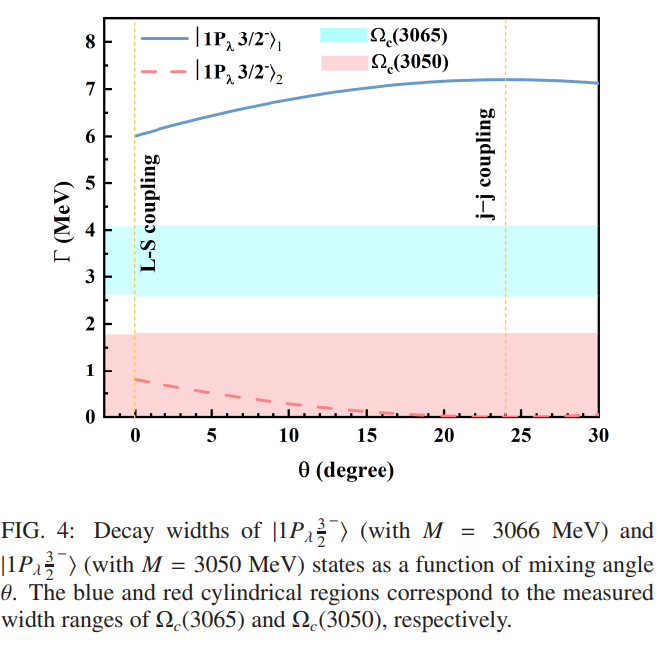 |1P_λ 3/2⁻⟩₁
|1P_λ 3/2⁻⟩₂
Ω_c(3065)
Ω_c(3050)
8
7
6
5
4
3
2
1
0
Γ (MeV)
L-S coupling
j–j coupling
0 5 10 15 20 25 30
θ (degree)
FIG. 4: Decay widths of |1P_λ 3/2⁻⟩ (with M = 3066 MeV) and
|1P_λ 3/2⁻⟩ (with M = 3050 MeV) states as a function of mixing angle
θ. The blue and red cylindrical regions correspond to the measured
width ranges of Ω_c(3065) and Ω_c(3050), respectively.